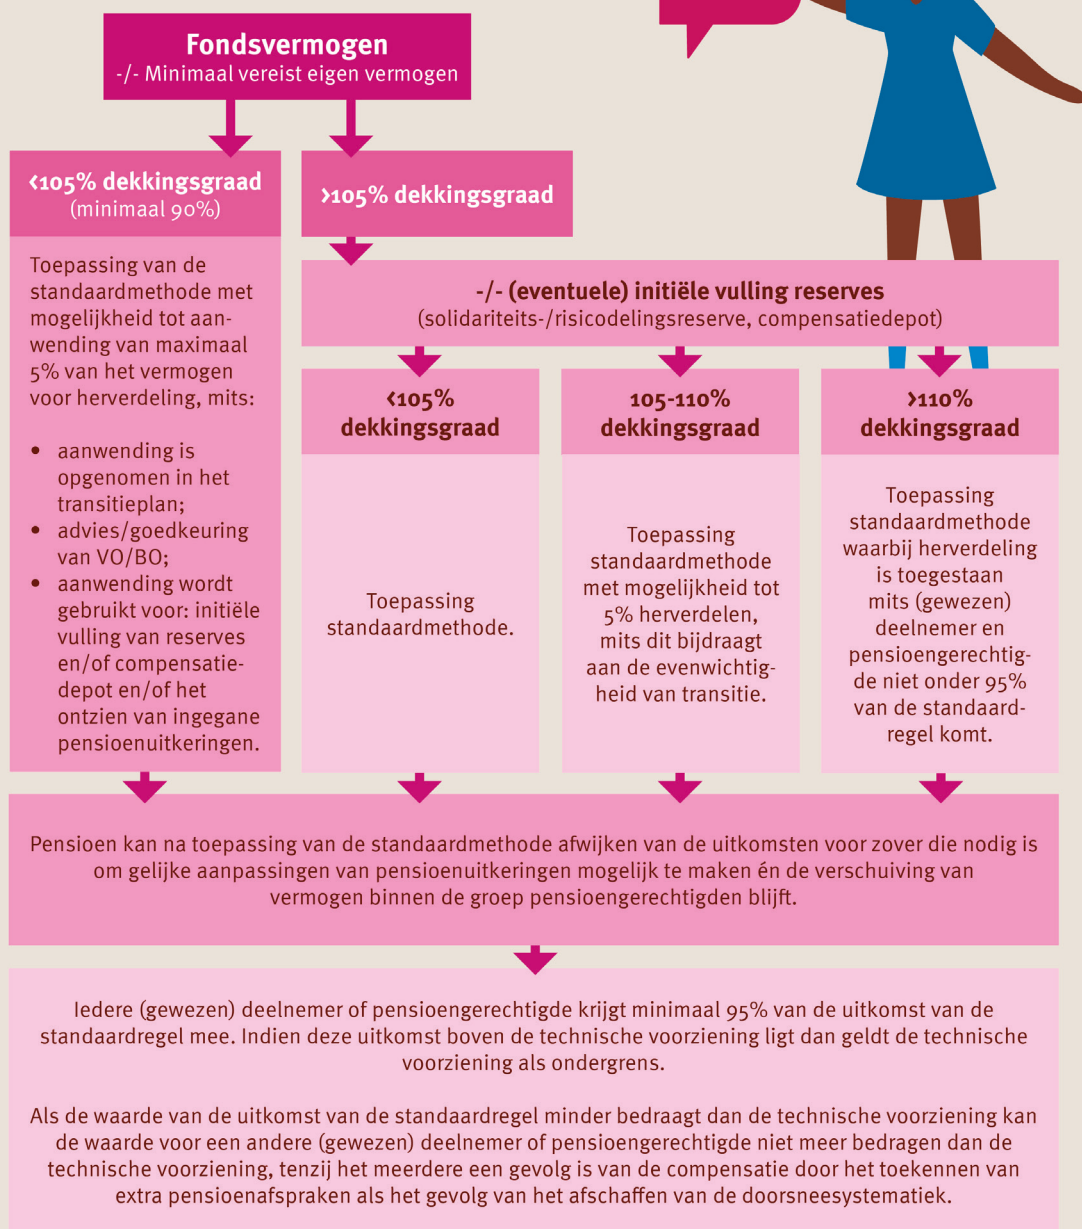 Fondsvermogen
-/- Minimaal vereist eigen vermogen
<105% dekkingsgraad
(minimaal 90%)
Toepassing van de
standaardmethode met
mogelijkheid tot aan-
wending van maximaal
5% van het vermogen
voor herverdeling, mits:
• aanwending is
opgenomen in het
transitieplan;
• advies/goedkeuring
van VO/BO;
• aanwending wordt
gebruikt voor: initiële
vulling van reserves
en/of compensatie-
depot en/of het
ontzien van ingegane
pensioenuitkeringen.
>105% dekkingsgraad
-/- (eventuele) initiële vulling reserves
(solidariteits-/risicodelingsreserve, compensatiedepot)
<105%
dekkingsgraad
Toepassing
standaardmethode.
105-110%
dekkingsgraad
Toepassing
standaardmethode
met mogelijkheid tot
5% herverdelen,
mits dit bijdraagt
aan de evenwichtig-
heid van transitie.
>110%
dekkingsgraad
Toepassing
standaardmethode
waarbij herverdeling
is toegestaan
mits (gewezen)
deelnemer en
pensioengerechtig-
de niet onder 95%
van de standaard-
regel komt.
Pensioen kan na toepassing van de standaardmethode afwijken van de uitkomsten voor zover die nodig is
om gelijke aanpassingen van pensioenuitkeringen mogelijk te maken én de verschuiving van
vermogen binnen de groep pensioengerechtigden blijft.
Iedere (gewezen) deelnemer of pensioengerechtigde krijgt minimaal 95% van de uitkomst van de
standaardregel mee. Indien deze uitkomst boven de technische voorziening ligt dan geldt de technische
voorziening als ondergrens.
Als de waarde van de uitkomst van de standaardregel minder bedraagt dan de technische voorziening kan
de waarde voor een andere (gewezen) deelnemer of pensioengerechtigde niet meer bedragen dan de
technische voorziening, tenzij het meerdere een gevolg is van de compensatie door het toekennen van
extra pensioenafspraken als het gevolg van het afschaffen van de doorsneesystematiek.